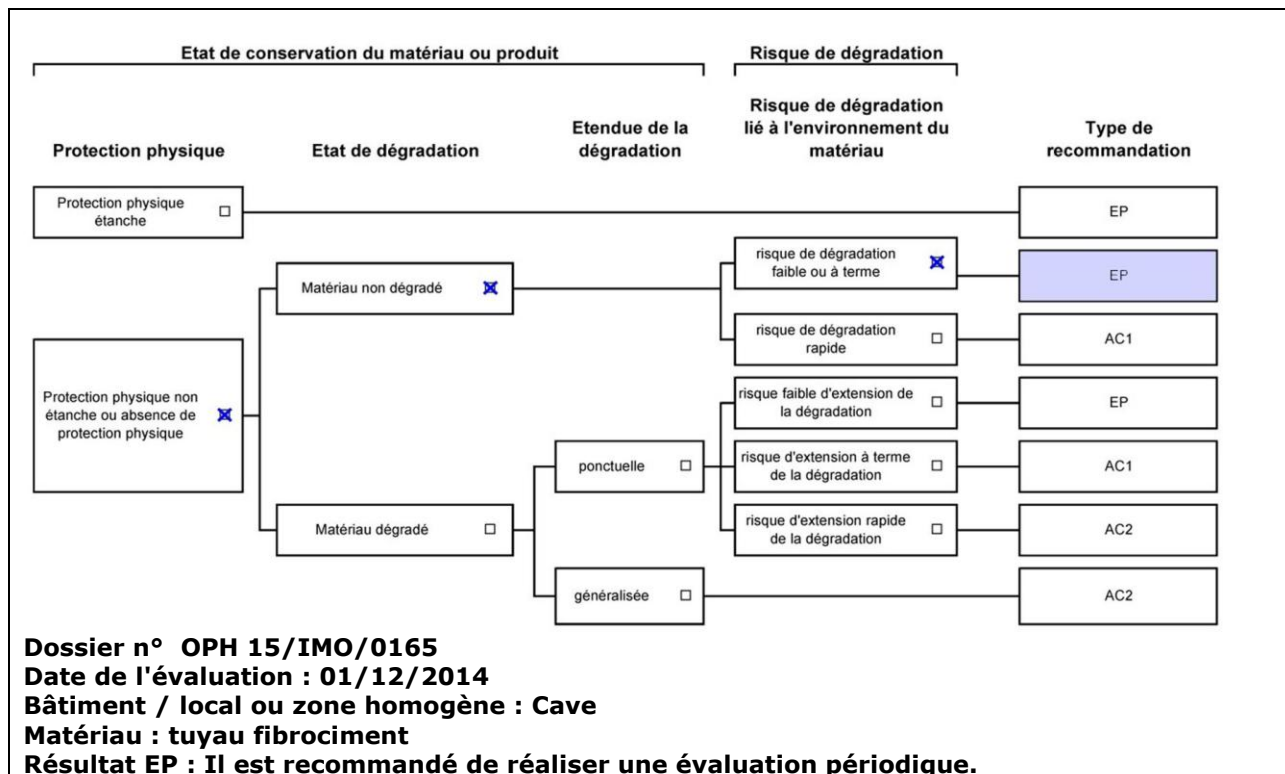 Etat de conservation du matériau ou produit
Risque de dégradation
Protection physique
Etat de dégradation
Etendue de la
dégradation
Risque de dégradation
lié à l'environnement du
matériau
Type de
recommandation
Protection physique
étanche
EP
risque de dégradation
faible ou à terme
EP
Matériau non dégradé
risque de dégradation
rapide
AC1
Protection physique non
étanche ou absence de
protection physique
risque faible d'extension de
la dégradation
EP
ponctuelle
risque d'extension à terme
de la dégradation
AC1
Matériau dégradé
risque d'extension rapide
de la dégradation
AC2
généralisée
AC2
Dossier n° OPH 15/IMO/0165
Date de l'évaluation : 01/12/2014
Bâtiment / local ou zone homogène : Cave
Matériau : tuyau fibrociment
Résultat EP : Il est recommandé de réaliser une évaluation périodique.